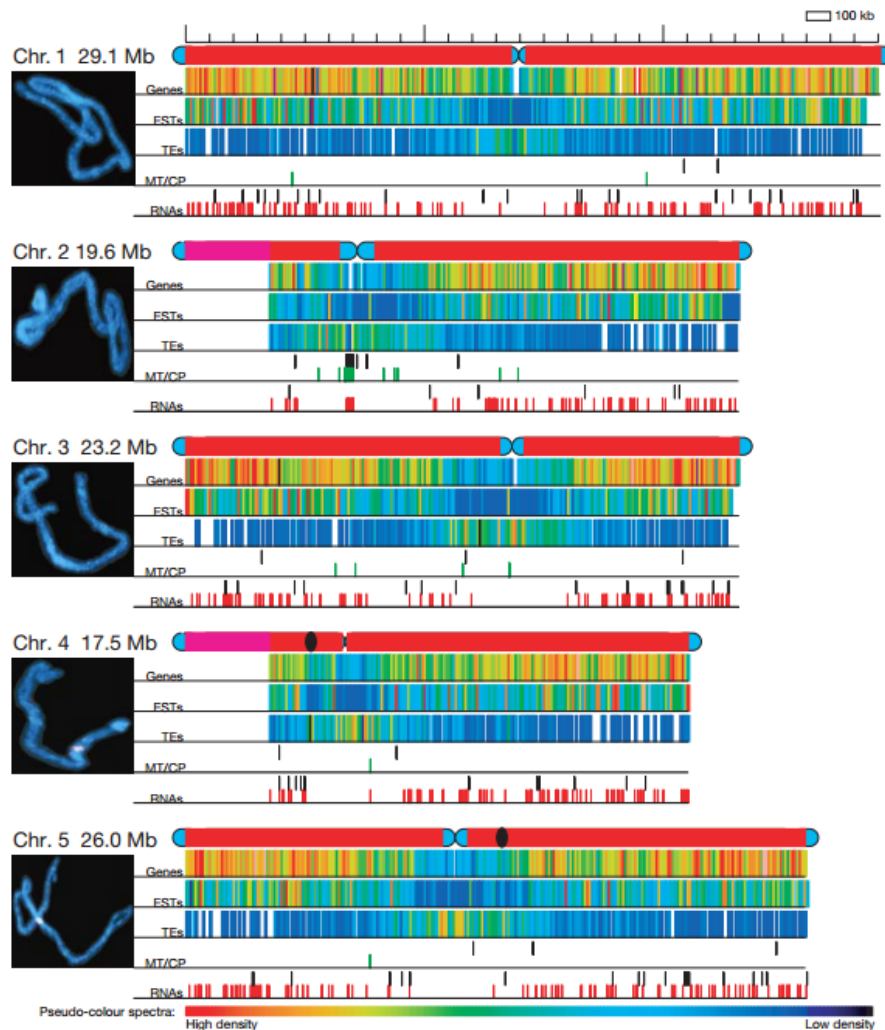 100 kb
Chr. 1 29.1 Mb
Genes
ESTs
TEs
MT/CP
RNAs
Chr. 2 19.6 Mb
Genes
ESTs
TEs
MT/CP
RNAs
Chr. 3 23.2 Mb
Genes
ESTs
TEs
MT/CP
RNAs
Chr. 4 17.5 Mb
Genes
ESTs
TEs
MT/CP
RNAs
Chr. 5 26.0 Mb
Genes
ESTs
TEs
MT/CP
RNAs
Pseudo-colour spectra:
High density Low density